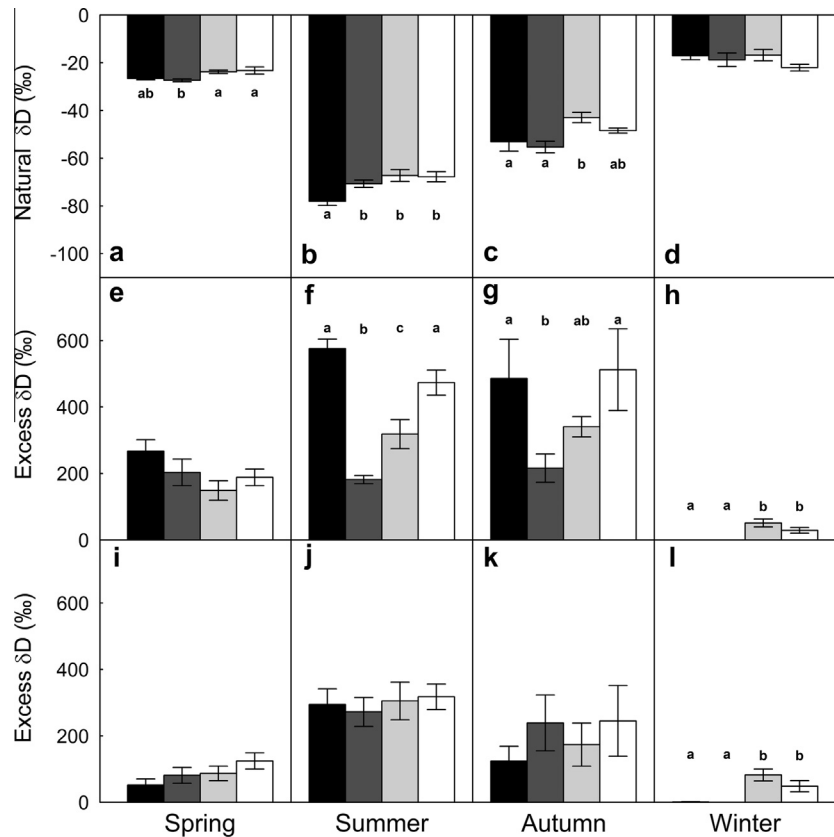 Natural δD (‰)
0
-20
-40
-60
-80
-100
ab b a a
a b b b
a a b ab
a b c d
Excess δD (‰)
600
400
200
0
e f g h
a b c a
a b ab a
a a b b
Excess δD (‰)
600
400
200
0
i j k l
a a b b
Spring Summer Autumn Winter